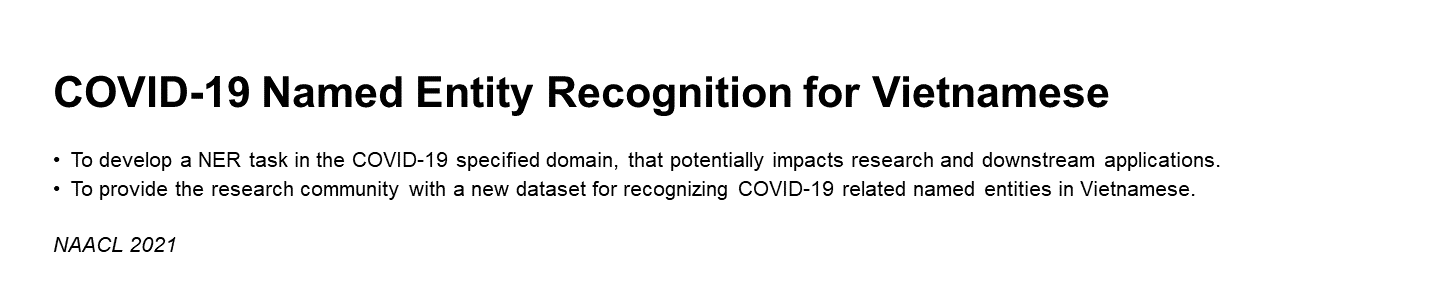 COVID-19 Named Entity Recognition for Vietnamese
• To develop a NER task in the COVID-19 specified domain, that potentially impacts research and downstream applications.
• To provide the research community with a new dataset for recognizing COVID-19 related named entities in Vietnamese.
NAACL 2021